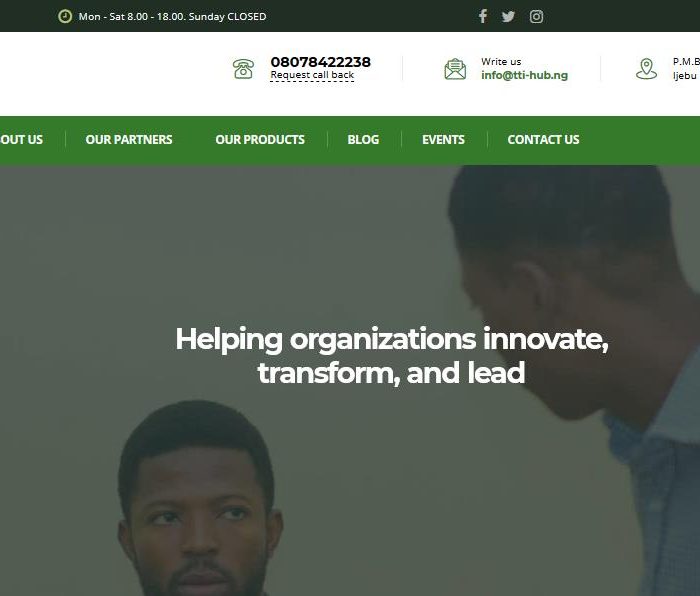 Mon - Sat 8.00 - 18.00. Sunday CLOSED
08078422238
Request call back
Write us
info@tti-hub.ng
P.M.B
Ijebu
OUT US
OUR PARTNERS
OUR PRODUCTS
BLOG
EVENTS
CONTACT US
Helping organizations innovate,
transform, and lead